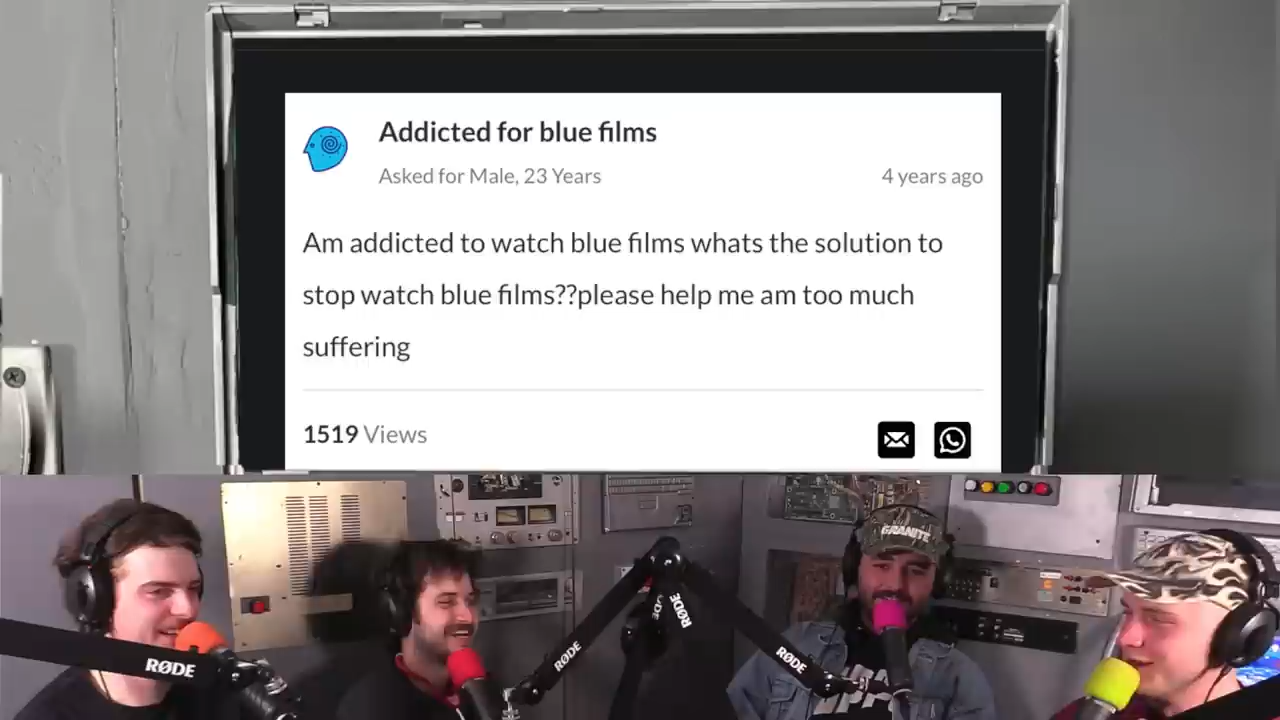 Addicted for blue films
Asked for Male, 23 Years
4 years ago
Am addicted to watch blue films whats the solution to
stop watch blue films??please help me am too much
suffering
1519 Views
GRANITE
RØDE
RØDE
RØDE
RØDE